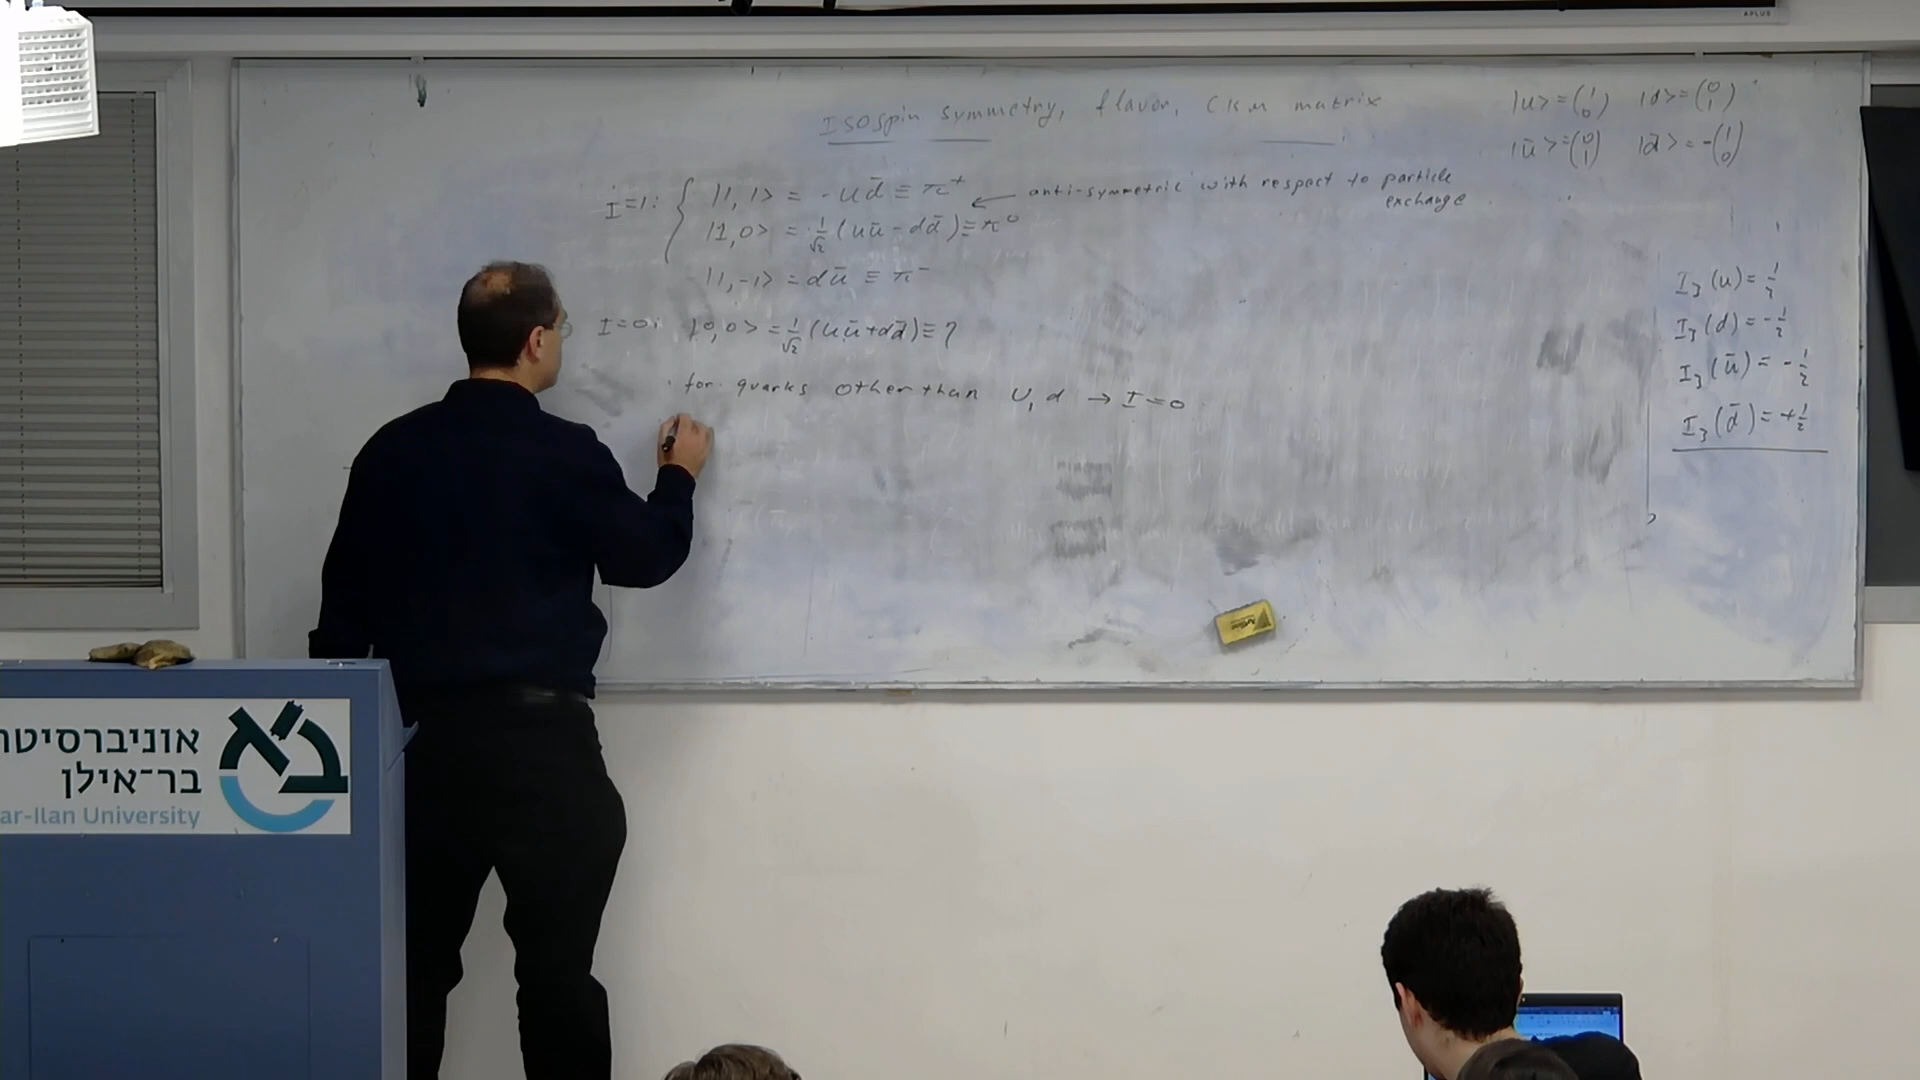 APLUS
Isospin symmetry, flavor, CKM matrix
|u> = (1 0) |d> = (0 1)
|ū> = (0 1) |d̄> = -(1 0)
I=1: { |1, 1> = -ud̄ ≡ π⁺ ← anti-symmetric with respect to particle exchange
|1, 0> = 1/√2 (uū - dd̄) ≡ π⁰
|1, -1> = dū ≡ π⁻
I=0: |0, 0> = 1/√2 (uū + dd̄) ≡ η
for quarks other than u, d → I = 0
I₃(u) = 1/2
I₃(d) = -1/2
I₃(ū) = -1/2
I₃(d̄) = +1/2
אוניברסיטת
בר-אילן
ar-Ilan University